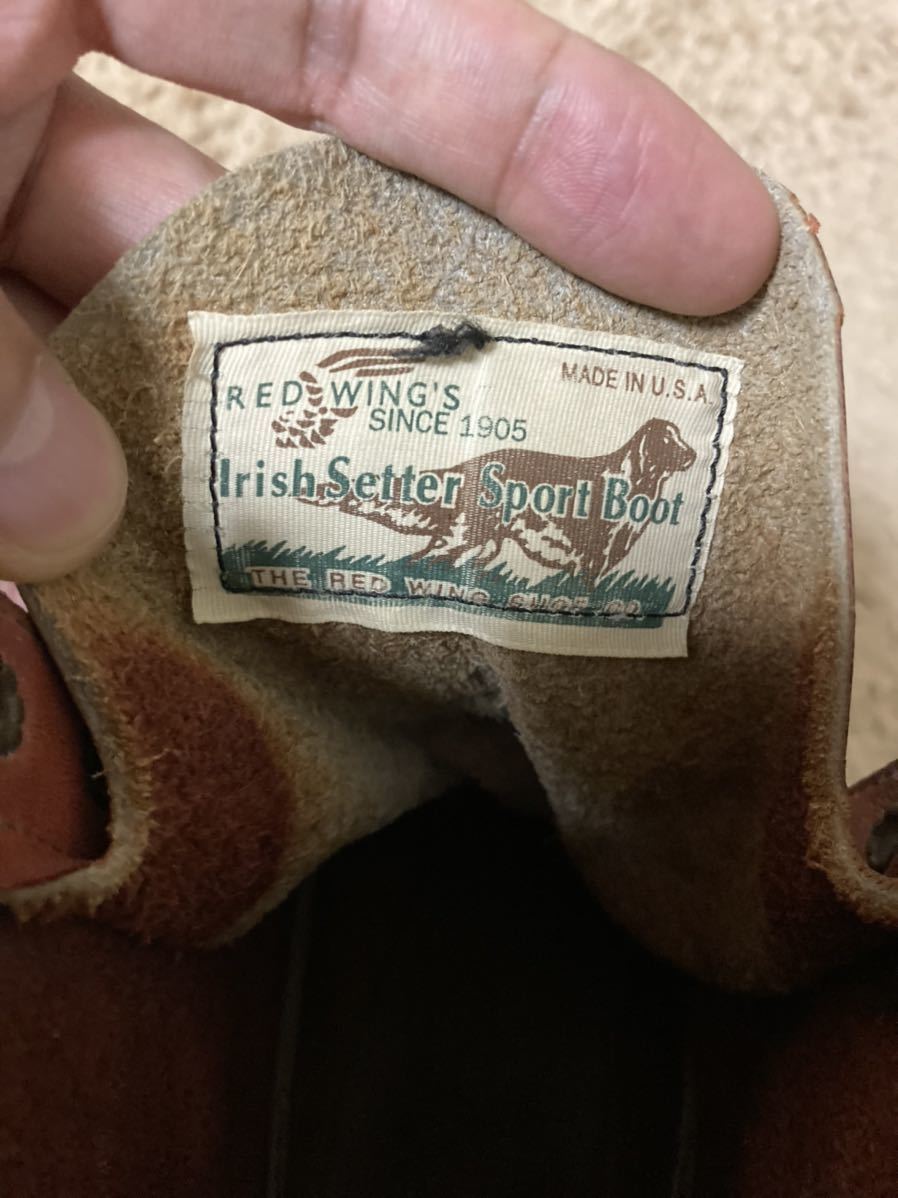 MADE IN U.S.A.
RED WING'S
SINCE 1905
Irish Setter Sport Boot
THE RED WING SHOE CO